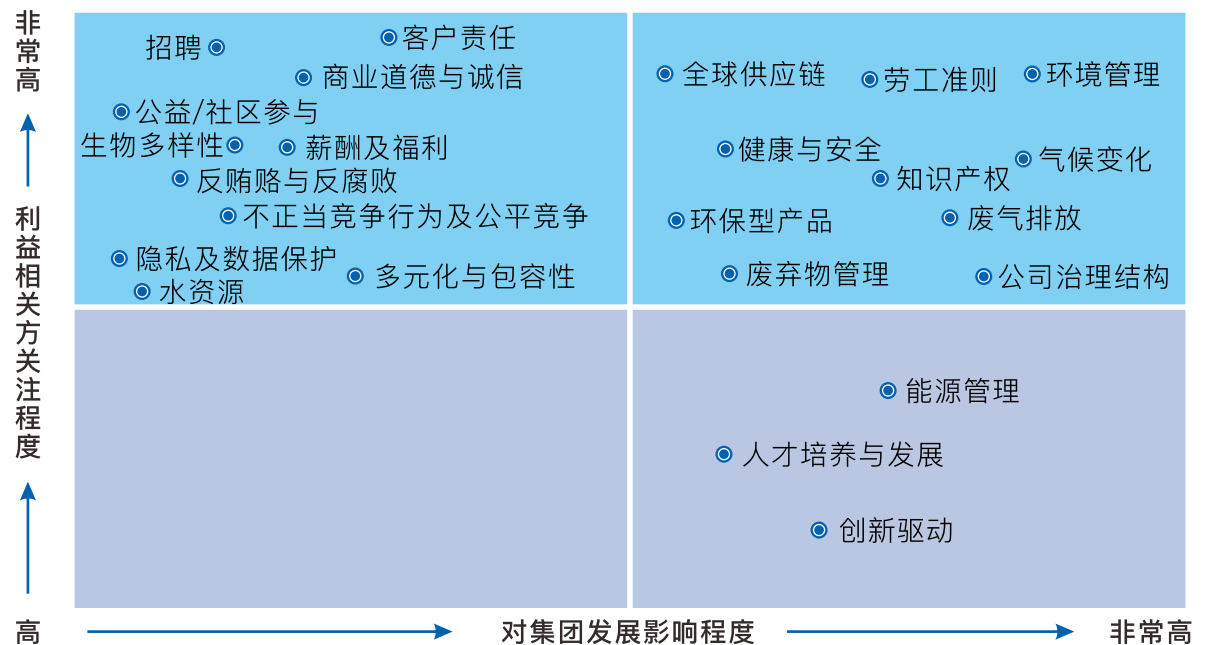 非常高
利益相关方关注程度
高
招聘
客户责任
商业道德与诚信
公益/社区参与
生物多样性
薪酬及福利
反贿赂与反腐败
不正当竞争行为及公平竞争
隐私及数据保护
多元化与包容性
水资源
全球供应链
劳工准则
环境管理
健康与安全
气候变化
知识产权
环保型产品
废气排放
废弃物管理
公司治理结构
能源管理
人才培养与发展
创新驱动
对集团发展影响程度
非常高